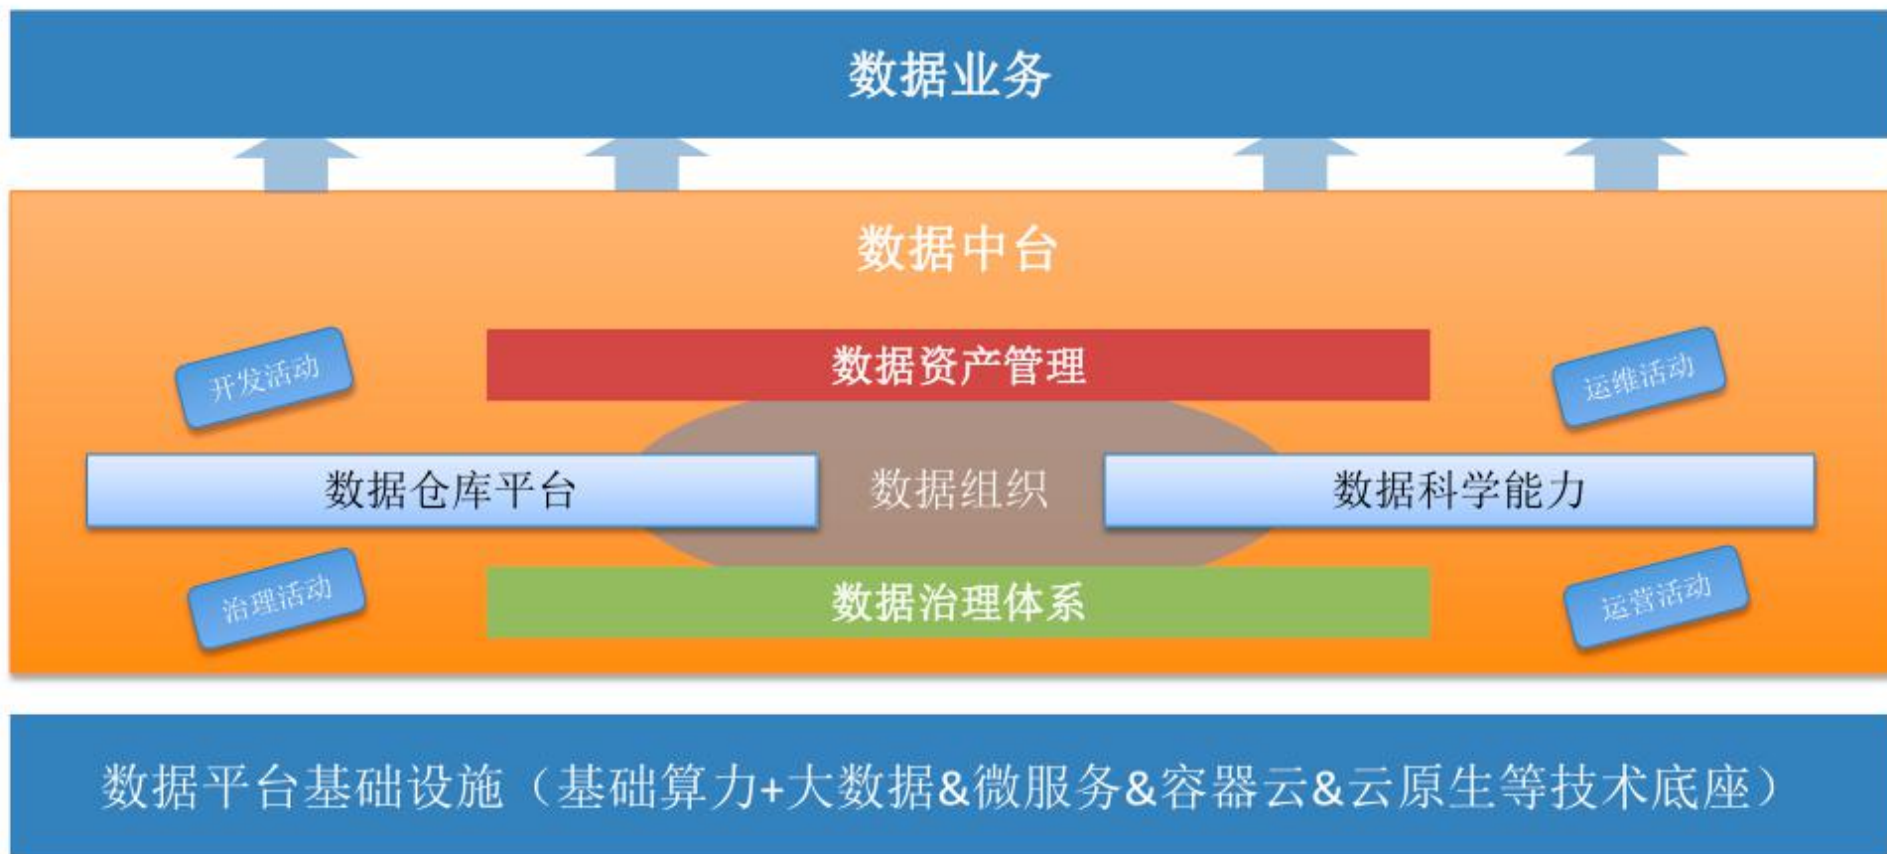 数据业务
数据中台
数据资产管理
开发活动
运维活动
数据仓库平台
数据组织
数据科学能力
治理活动
数据治理体系
运营活动
数据平台基础设施（基础算力+大数据&微服务&容器云&云原生等技术底座）